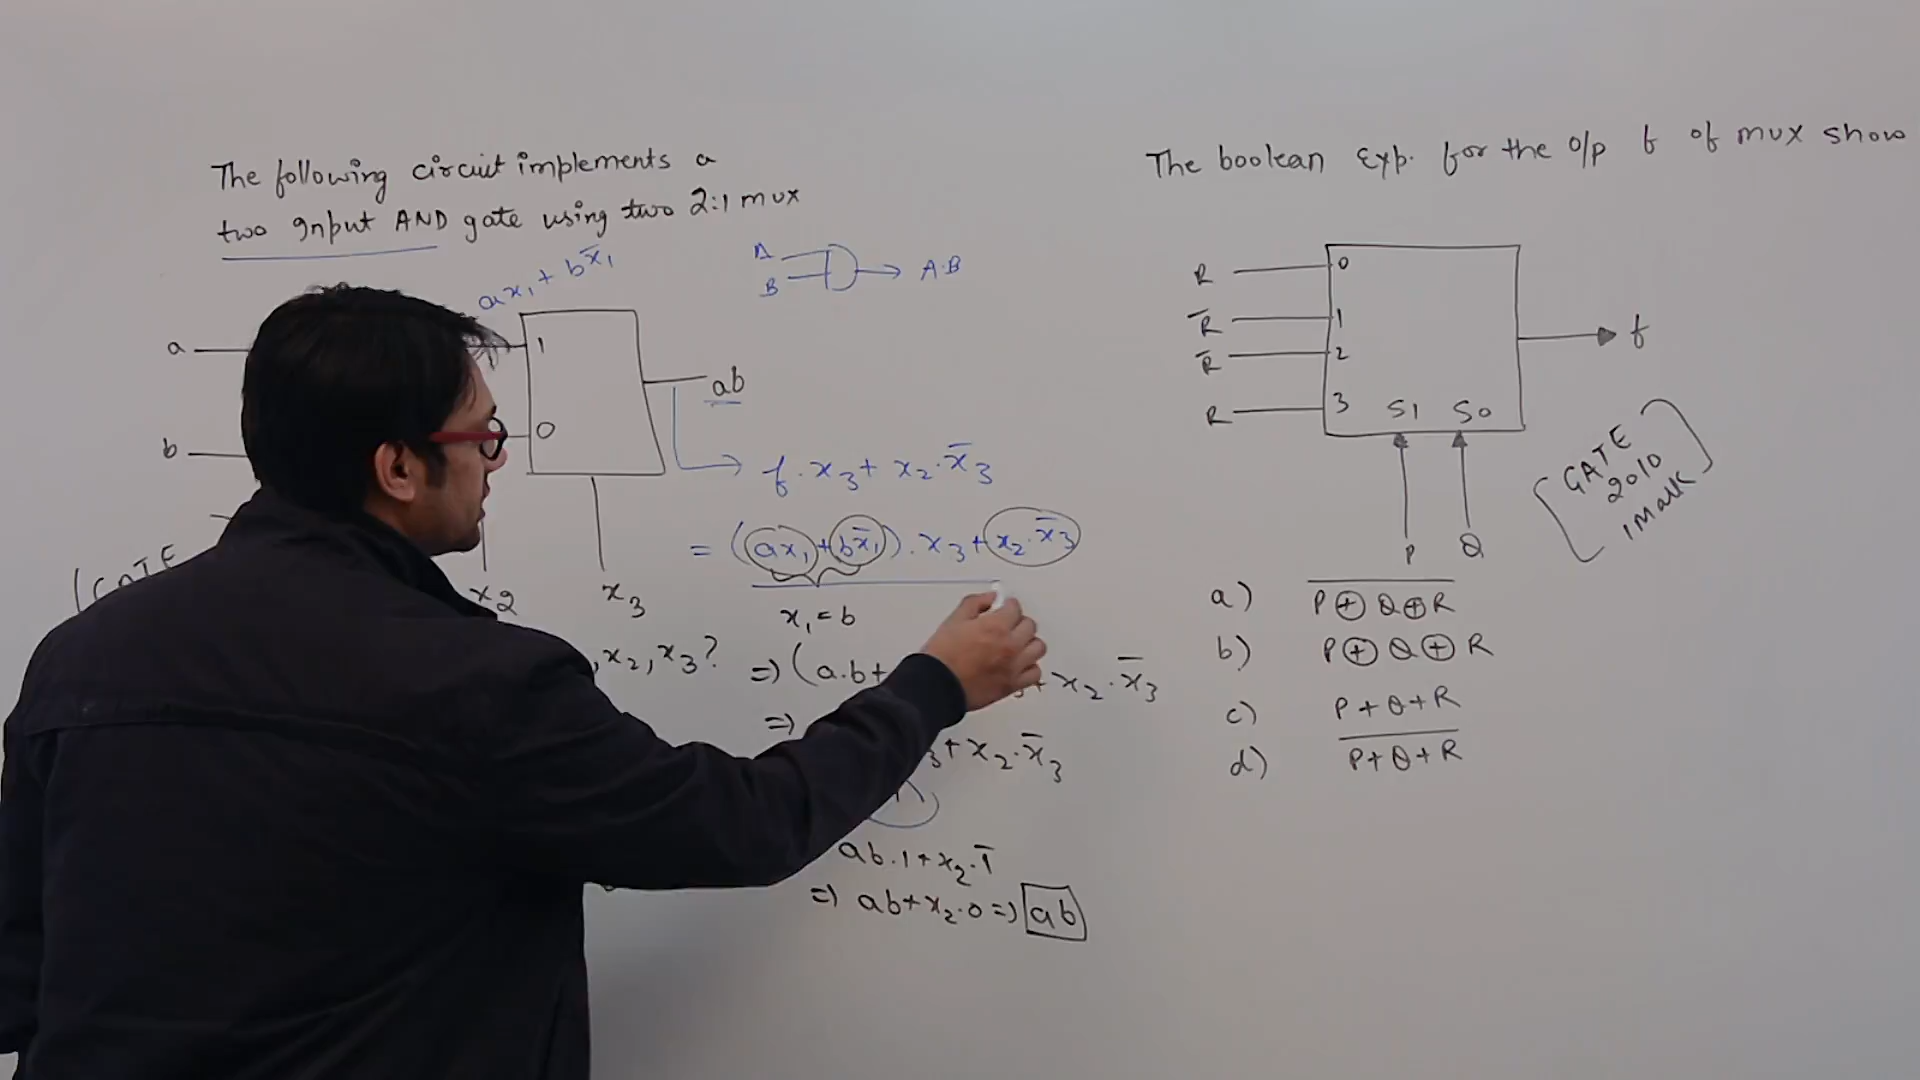 The following circuit implements a
two Input AND gate using two 2:1 mux
ax₁ + bx̅₁
A
B
A·B
a
b
1
0
ab
x2
x₃
f·x₃ + x₂·x̅₃
= (ax₁ + bx̅₁)·x₃ + x₂·x̅₃
x₁ = b
, x₂, x₃?
=) (a.b+
+ x₂·x̅₃
=)
₃ + x₂·x̅₃
ab.1 + x₂.1̅
=) ab + x₂.0 =) ab
(GATE
The boolean Exp. for the o/p f of mux show
R
R̅
R̅
R
0
1
2
3
S1 S0
f
P Q
[GATE
2010
1 Mark]
a) P̅ ̅⊕̅ ̅Q̅ ̅⊕̅ ̅R̅
b) P ⊕ Q ⊕ R
c) P + Q + R
d) P̅ ̅+̅ ̅Q̅ ̅+̅ ̅R̅